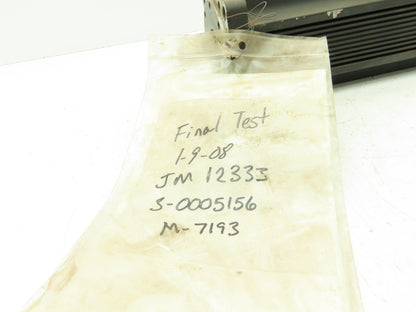 Final Test
1-9-08
JM 12333
S-0005156
M-7193